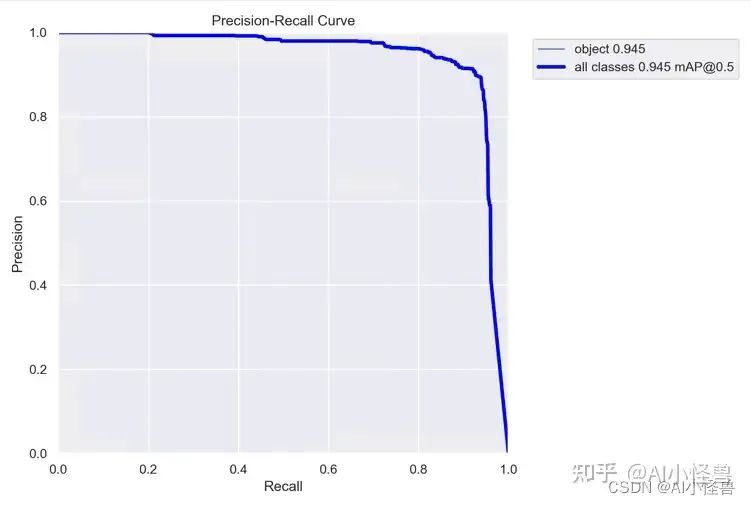 Precision-Recall Curve
1.0
0.8
0.6
0.4
0.2
0.0
Precision
0.0 0.2 0.4 0.6 0.8 1.0
Recall
object 0.945
all classes 0.945 mAP@0.5
知乎 @AI小怪兽
CSDN @AI小怪兽